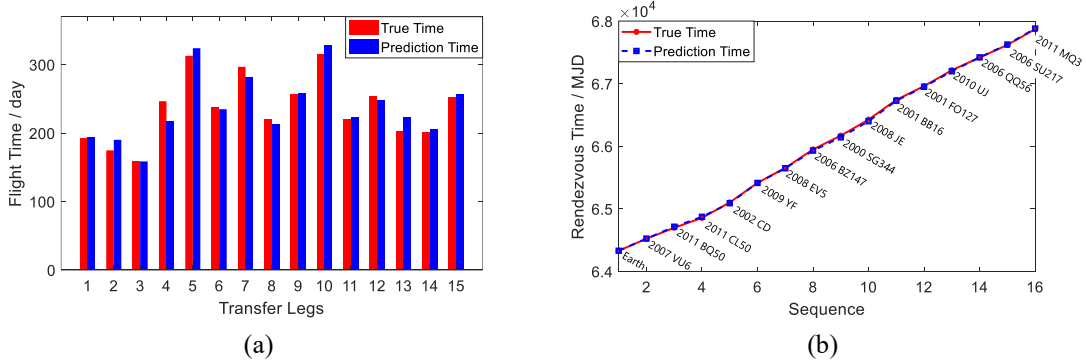 True Time
Prediction Time
Flight Time / day
300
200
100
0
1 2 3 4 5 6 7 8 9 10 11 12 13 14 15
Transfer Legs
(a)
×10⁴
True Time
Prediction Time
Rendezvous Time / MJD
6.8
6.7
6.6
6.5
6.4
Earth
2007 VU6
2011 BQ50
2011 CL50
2002 CD
2009 YF
2008 EV5
2006 BZ147
2000 SG344
2008 JE
2001 BB16
2001 FO127
2010 UJ
2006 QQ56
2006 SU217
2011 MQ3
2 4 6 8 10 12 14 16
Sequence
(b)